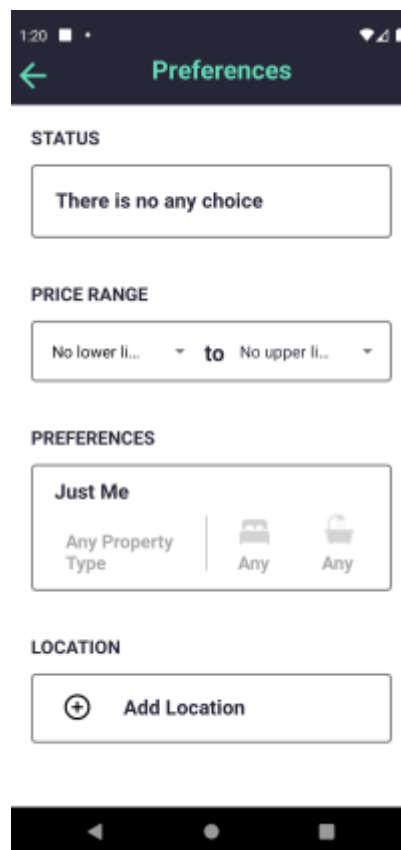 1:20
Preferences
STATUS
There is no any choice
PRICE RANGE
No lower li... to No upper li...
PREFERENCES
Just Me
Any Property
Type
Any Any
LOCATION
Add Location